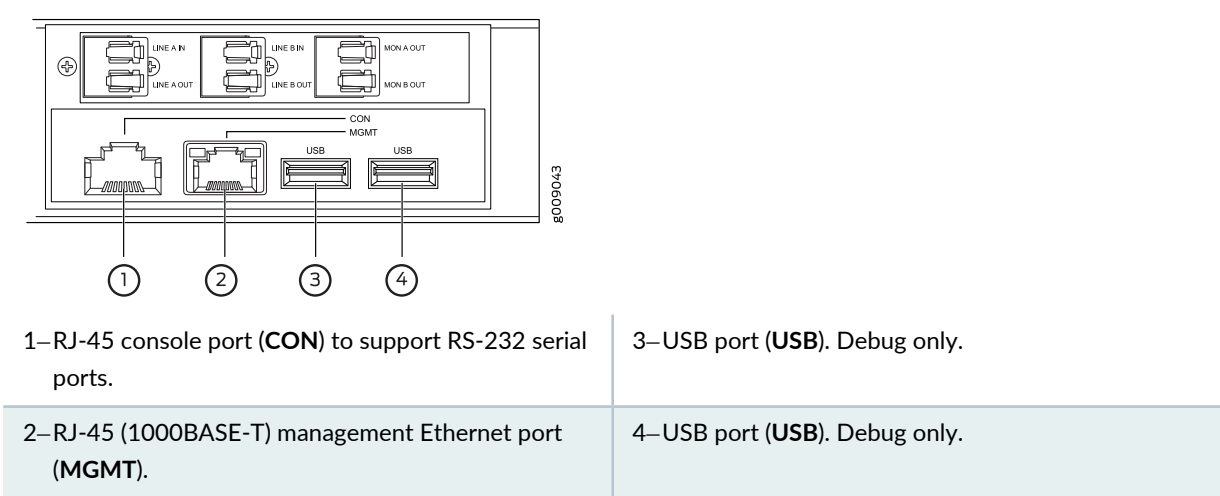 LINE A IN LINE B IN MON A OUT
LINE A OUT LINE B OUT MON B OUT
CON
MGMT
USB USB
g009043
1 2 3 4
1–RJ-45 console port (CON) to support RS-232 serial
ports.
3–USB port (USB). Debug only.
2–RJ-45 (1000BASE-T) management Ethernet port
(MGMT).
4–USB port (USB). Debug only.